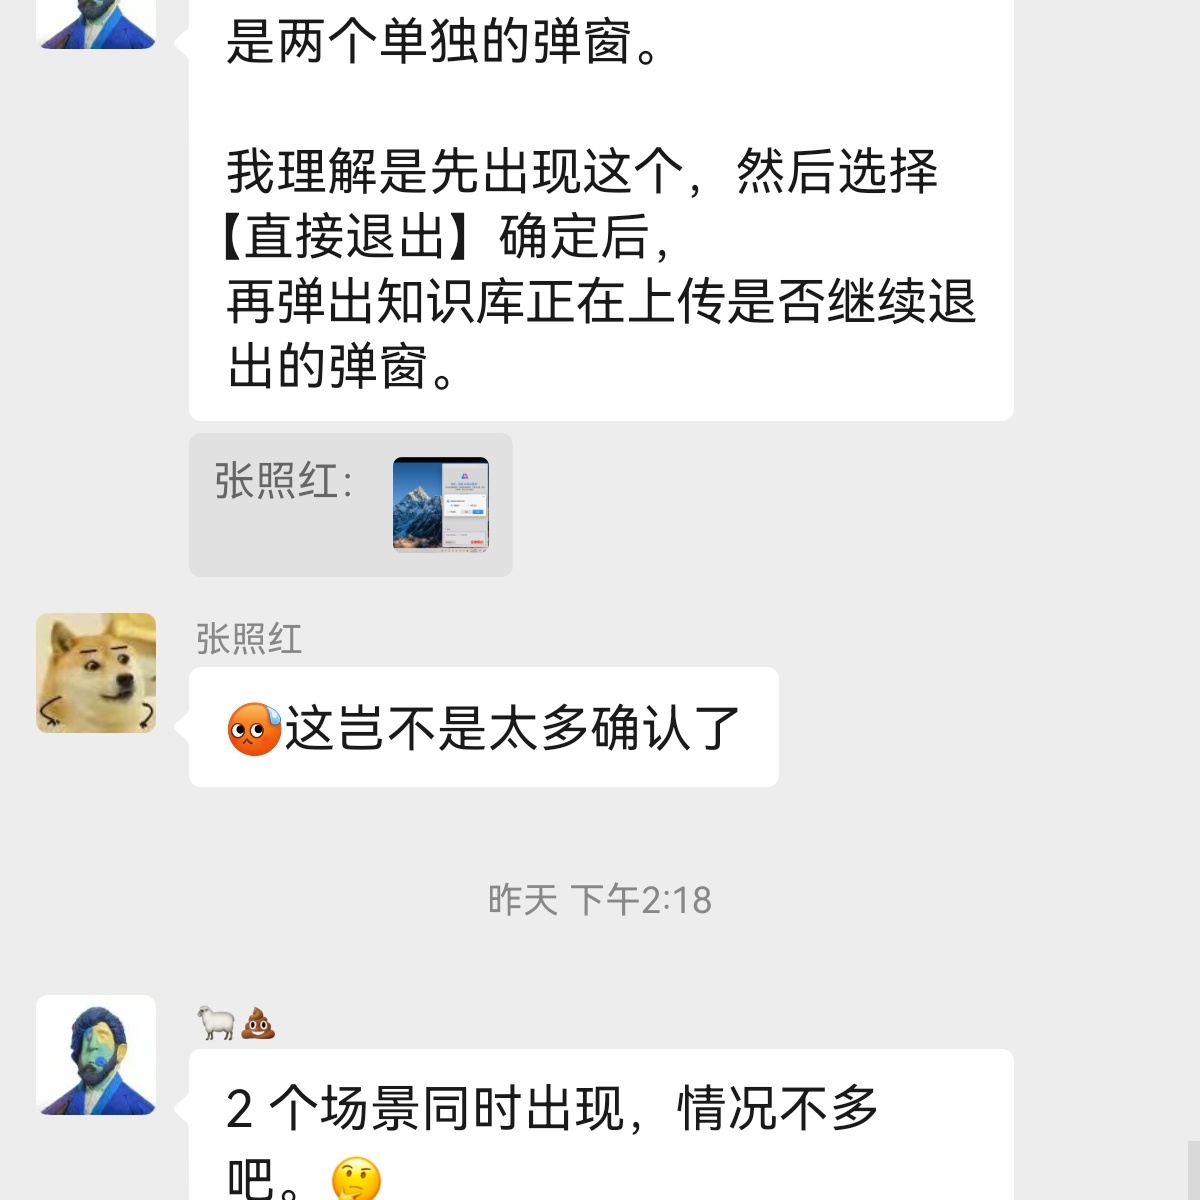 是两个单独的弹窗。
我理解是先出现这个，然后选择
【直接退出】确定后，
再弹出知识库正在上传是否继续退
出的弹窗。
张照红：
张照红
🥵这岂不是太多确认了
昨天 下午2:18
🐑💩
2 个场景同时出现，情况不多
吧。🤔